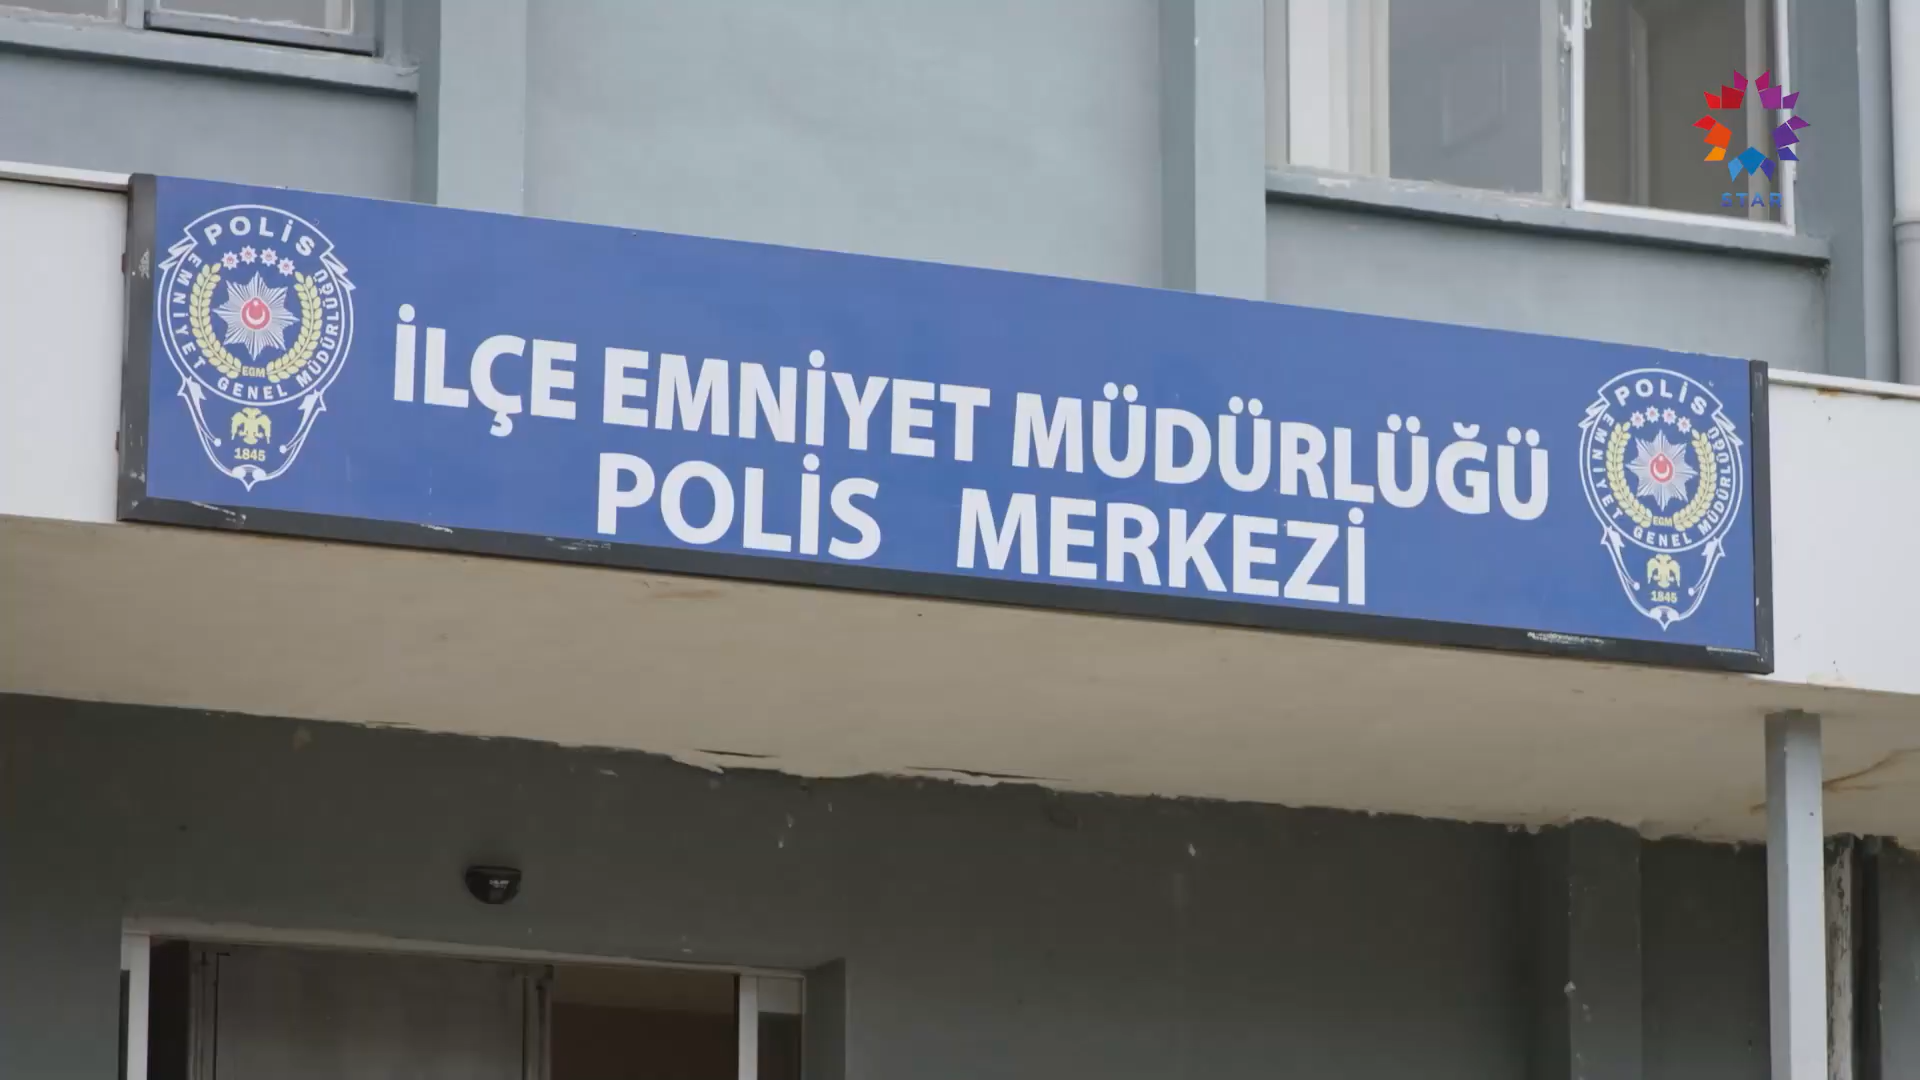 İLÇE EMNİYET MÜDÜRLÜĞÜ
POLİS MERKEZİ
POLİS
EMNİYET GENEL MÜDÜRLÜĞÜ
EGM
1845
POLİS
EMNİYET GENEL MÜDÜRLÜĞÜ
EGM
1845
STAR